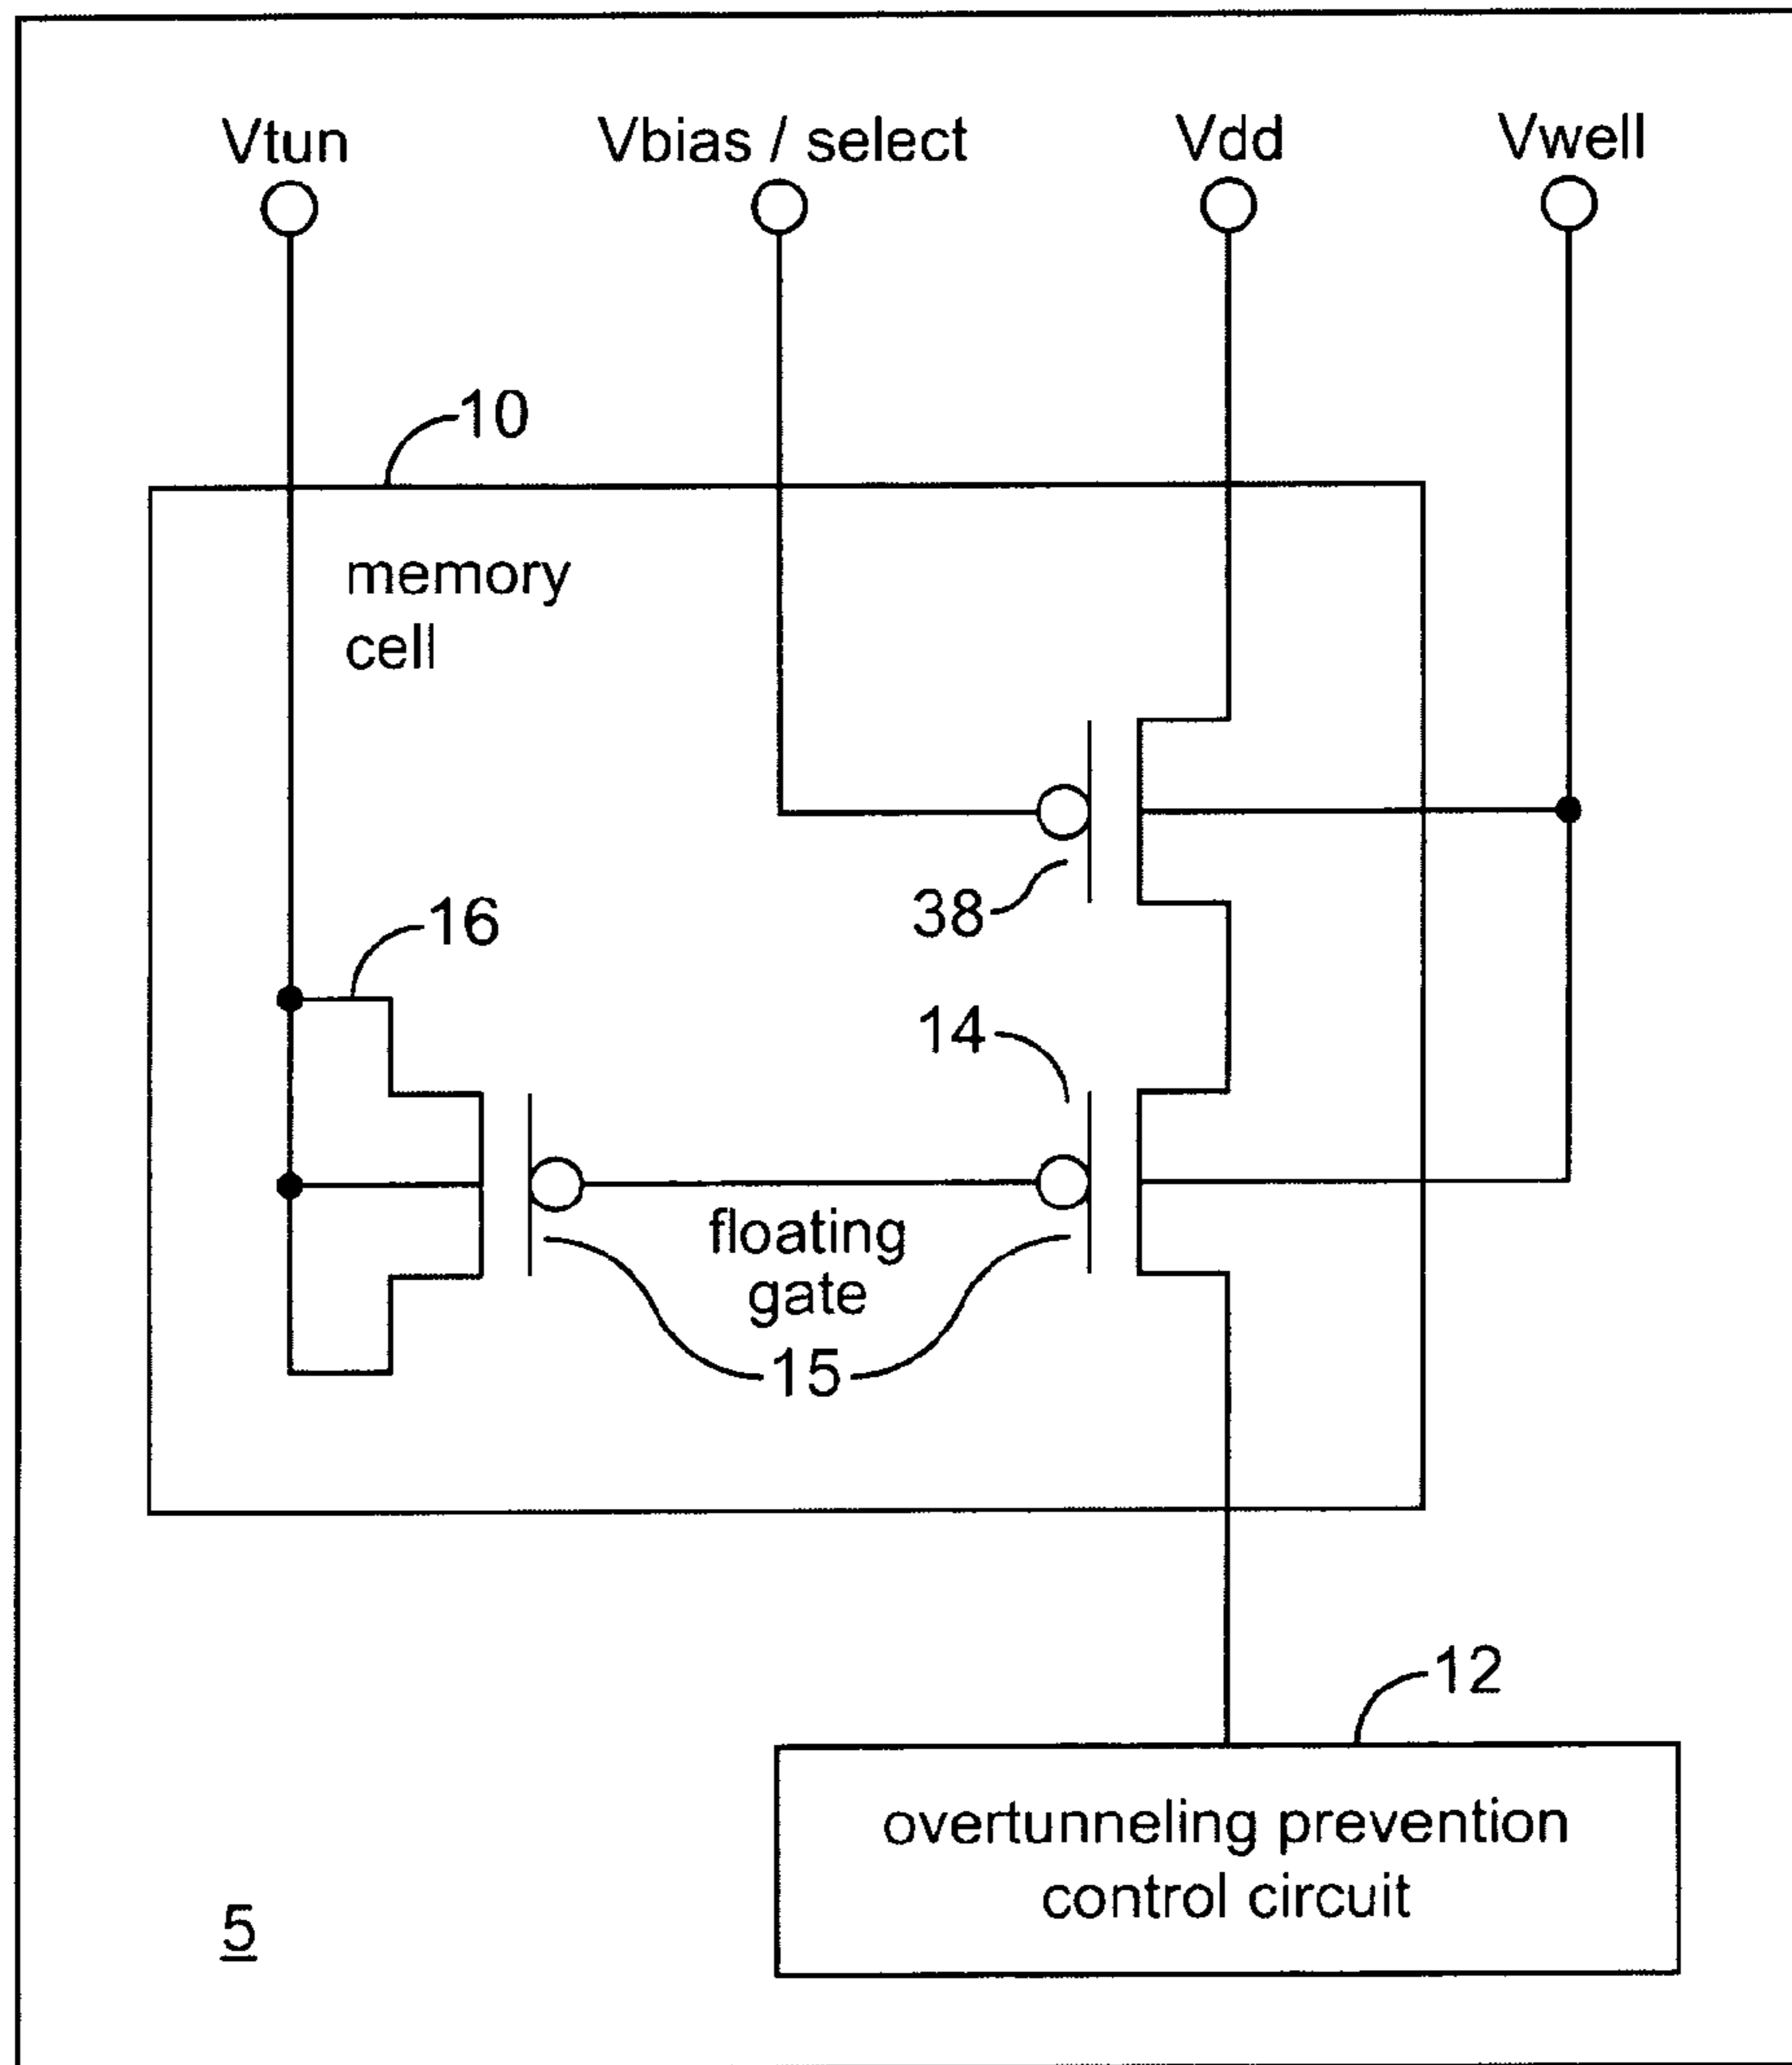 Vtun
Vbias / select
Vdd
Vwell
10
memory
cell
38
16
14
floating
gate
15
12
overtunneling prevention
control circuit
5